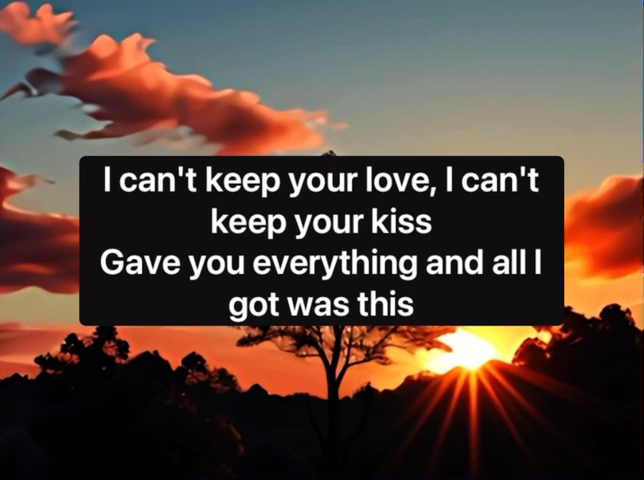 I can't keep your love, I can't
keep your kiss
Gave you everything and all I
got was this